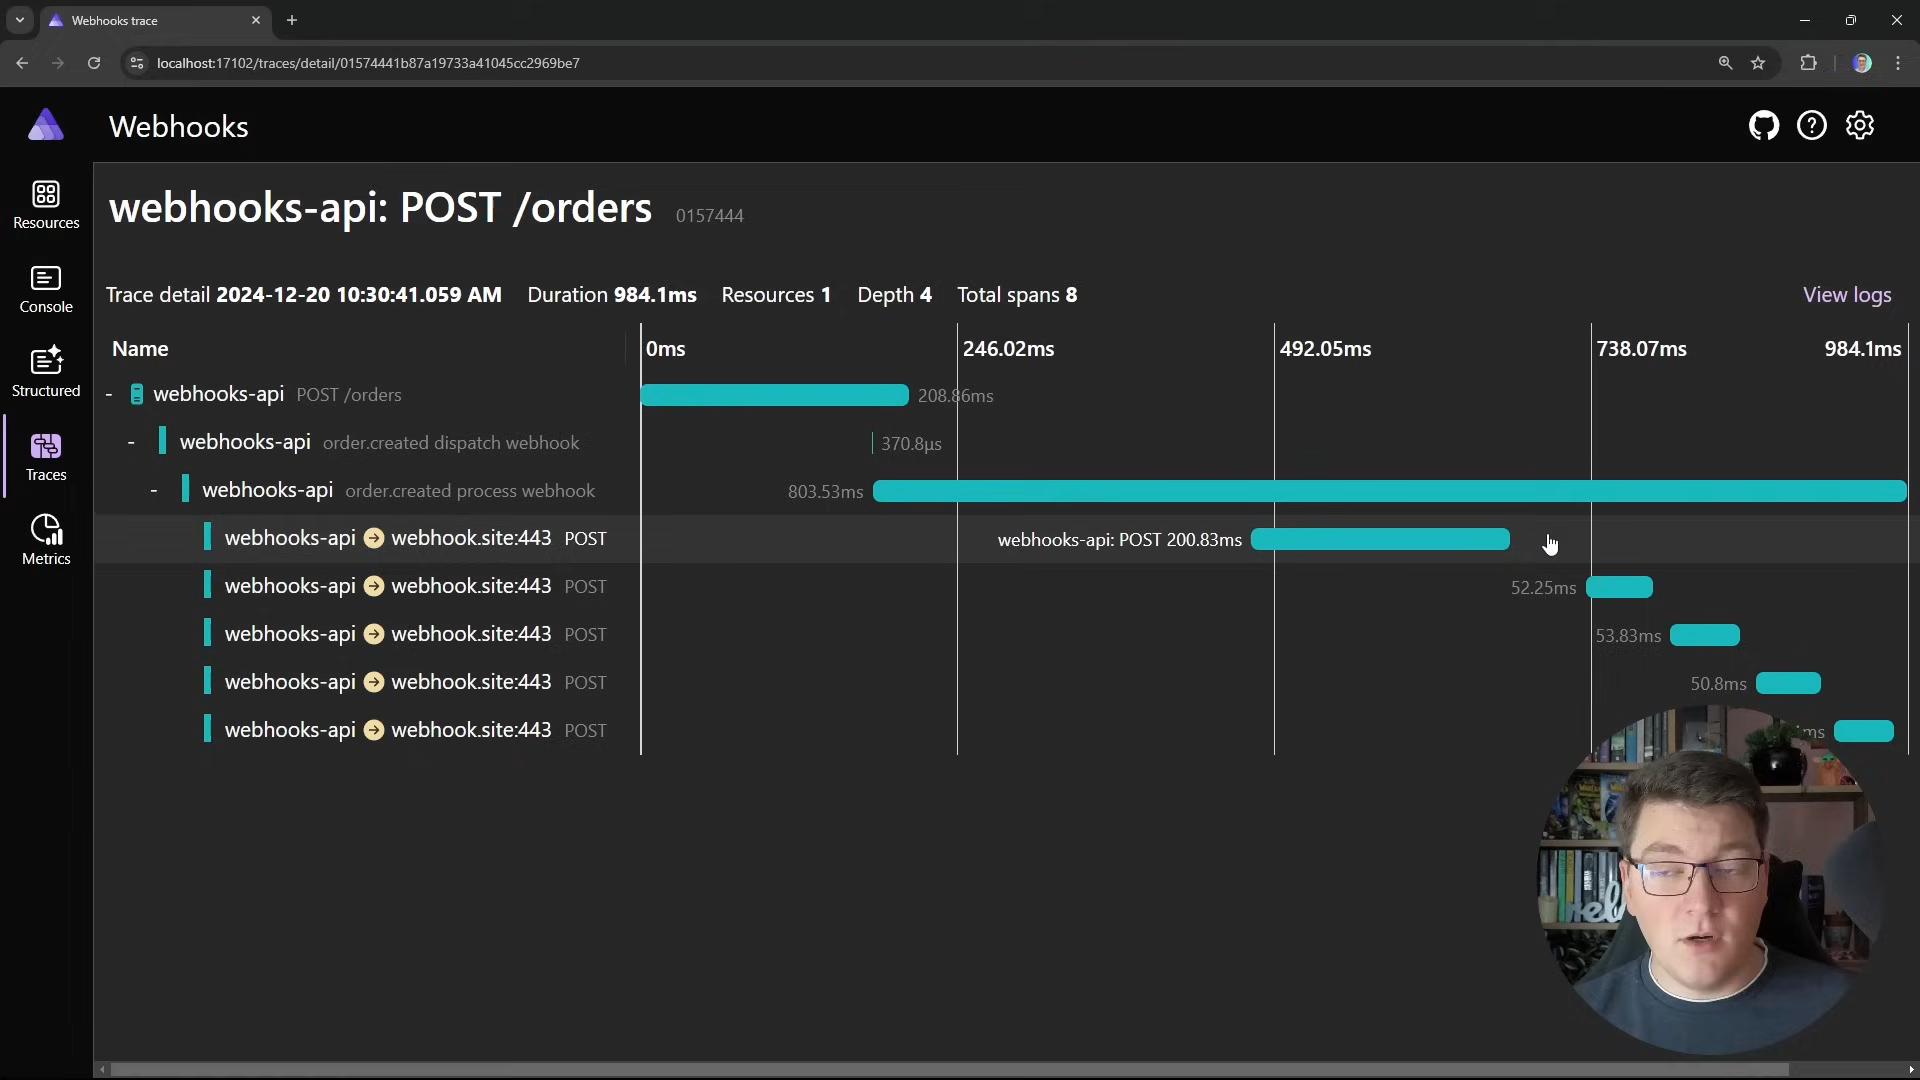 Webhooks trace
localhost:17102/traces/detail/01574441b87a19733a41045cc2969be7
Webhooks
Resources
Console
Structured
Traces
Metrics
webhooks-api: POST /orders 0157444
Trace detail 2024-12-20 10:30:41.059 AM Duration 984.1ms Resources 1 Depth 4 Total spans 8 View logs
Name 0ms 246.02ms 492.05ms 738.07ms 984.1ms
- webhooks-api POST /orders 208.86ms
- webhooks-api order.created dispatch webhook 370.8μs
- webhooks-api order.created process webhook 803.53ms
webhooks-api webhook.site:443 POST webhooks-api: POST 200.83ms
webhooks-api webhook.site:443 POST 52.25ms
webhooks-api webhook.site:443 POST 53.83ms
webhooks-api webhook.site:443 POST 50.8ms
webhooks-api webhook.site:443 POST ms